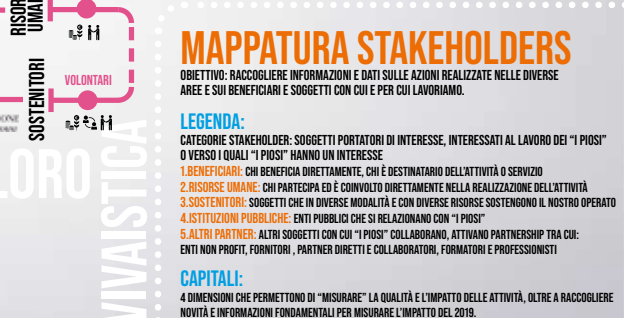 RISOR
UMAN
SOSTENITORI
VOLONTARI
IONE
LORO
VIVAISTICA
MAPPATURA STAKEHOLDERS
OBIETTIVO: RACCOGLIERE INFORMAZIONI E DATI SULLE AZIONI REALIZZATE NELLE DIVERSE
AREE E SUI BENEFICIARI E SOGGETTI CON CUI E PER CUI LAVORIAMO.
LEGENDA:
CATEGORIE STAKEHOLDER: SOGGETTI PORTATORI DI INTERESSE, INTERESSATI AL LAVORO DEI “I PIOSI”
O VERSO I QUALI “I PIOSI” HANNO UN INTERESSE
1.BENEFICIARI: CHI BENEFICIA DIRETTAMENTE, CHI È DESTINATARIO DELL’ATTIVITÀ O SERVIZIO
2.RISORSE UMANE: CHI PARTECIPA ED È COINVOLTO DIRETTAMENTE NELLA REALIZZAZIONE DELL’ATTIVITÀ
3.SOSTENITORI: SOGGETTI CHE IN DIVERSE MODALITÀ E CON DIVERSE RISORSE SOSTENGONO IL NOSTRO OPERATO
4.ISTITUZIONI PUBBLICHE: ENTI PUBBLICI CHE SI RELAZIONANO CON “I PIOSI”
5.ALTRI PARTNER: ALTRI SOGGETTI CON CUI “I PIOSI” COLLABORANO, ATTIVANO PARTNERSHIP TRA CUI:
ENTI NON PROFIT, FORNITORI , PARTNER DIRETTI E COLLABORATORI, FORMATORI E PROFESSIONISTI
CAPITALI:
4 DIMENSIONI CHE PERMETTONO DI “MISURARE” LA QUALITÀ E L’IMPATTO DELLE ATTIVITÀ, OLTRE A RACCOGLIERE
NOVITÀ E INFORMAZIONI FONDAMENTALI PER MISURARE L’IMPATTO DEL 2019.